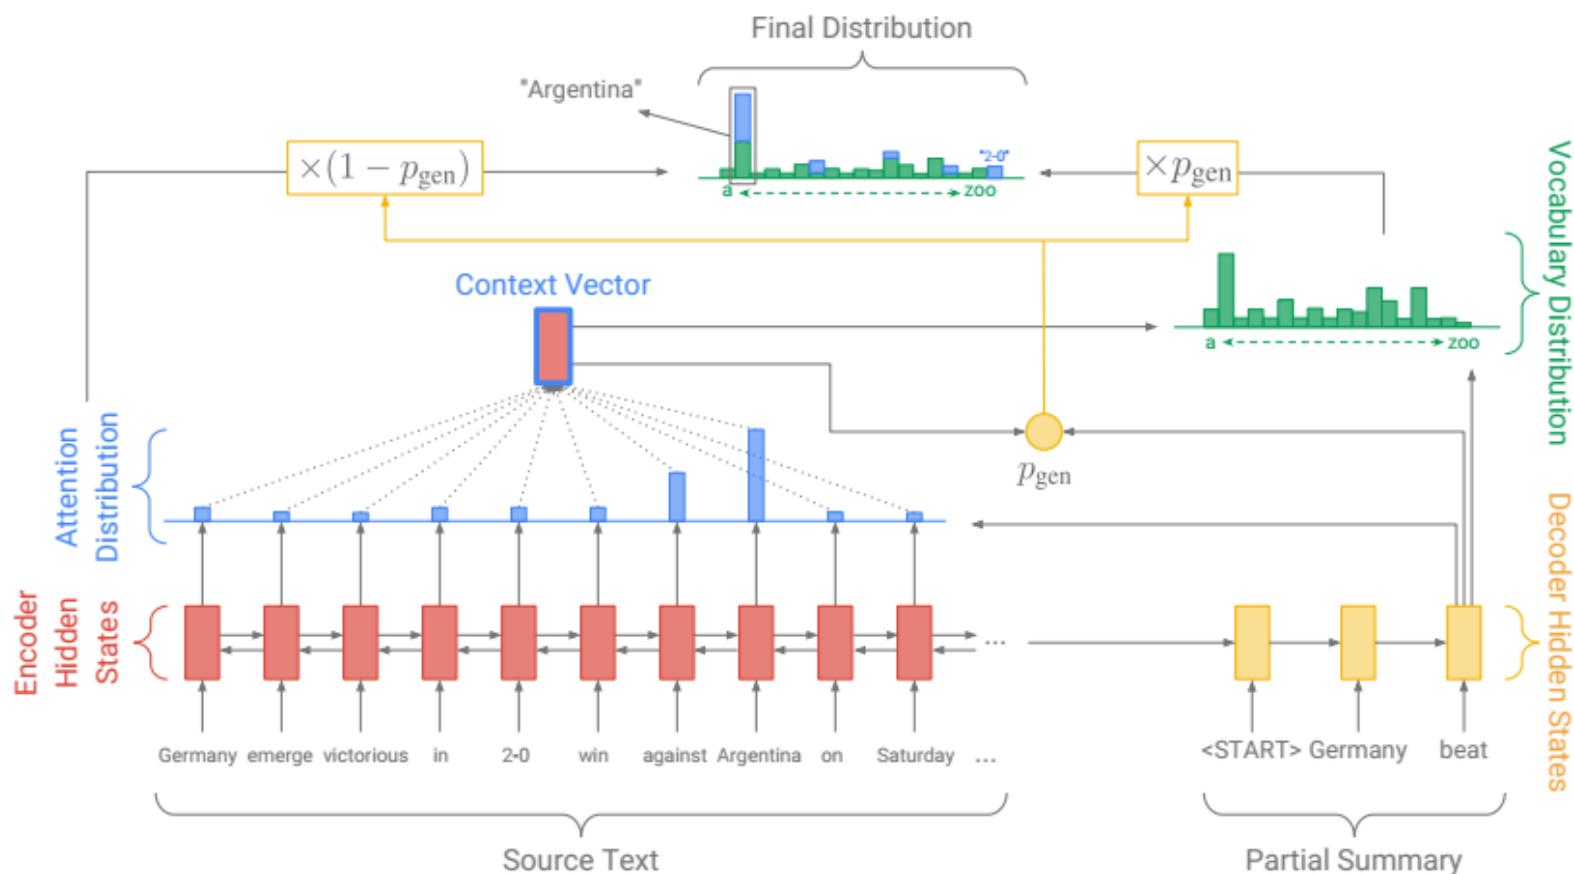 Final Distribution
"Argentina"
×(1 − p_gen)
"2-0"
×p_gen
a
zoo
Context Vector
Vocabulary Distribution
a
zoo
Attention
Distribution
p_gen
Encoder
Hidden
States
...
Decoder Hidden States
Germany emerge victorious in 2-0 win against Argentina on Saturday ...
<START> Germany beat
Source Text
Partial Summary